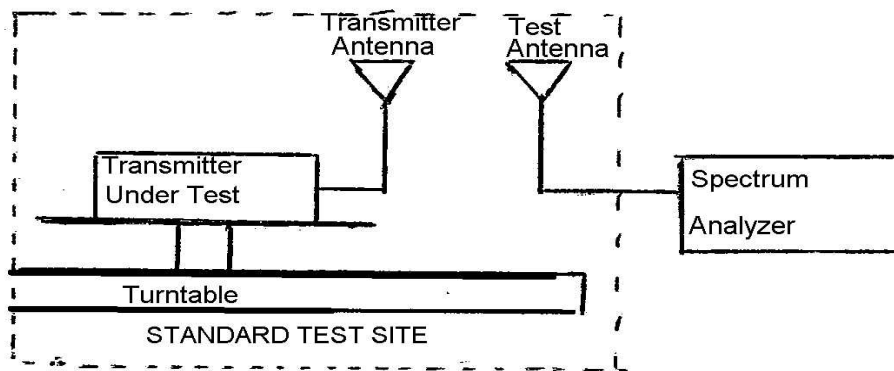 Transmitter
Antenna
Test
Antenna
Transmitter
Under Test
Spectrum
Analyzer
Turntable
STANDARD TEST SITE